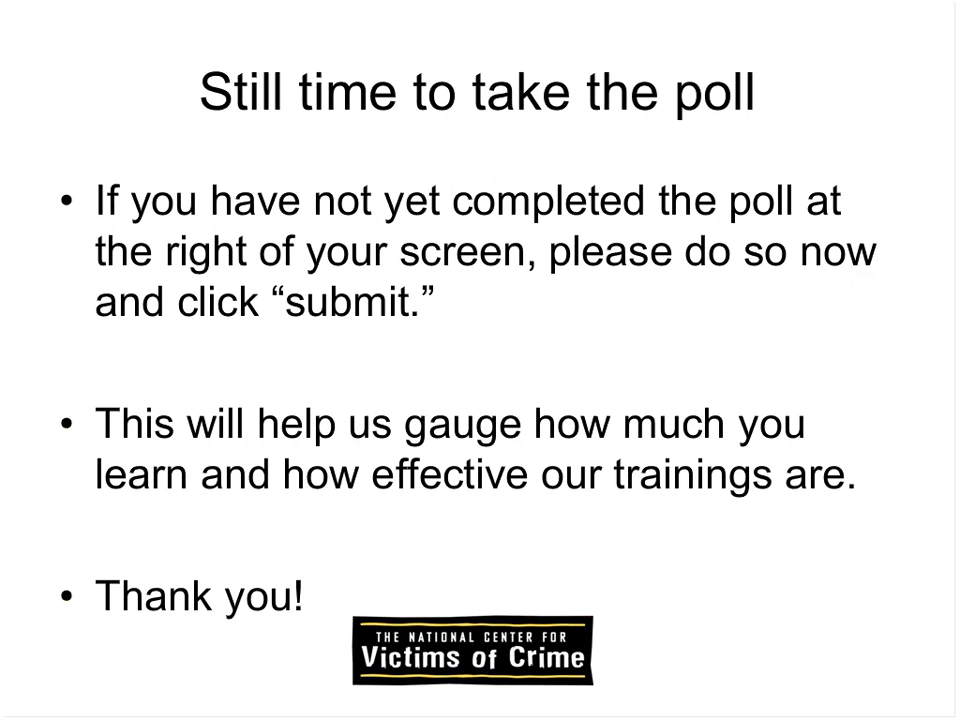 Still time to take the poll
• If you have not yet completed the poll at
the right of your screen, please do so now
and click “submit.”
• This will help us gauge how much you
learn and how effective our trainings are.
• Thank you!
THE NATIONAL CENTER FOR
Victims of Crime